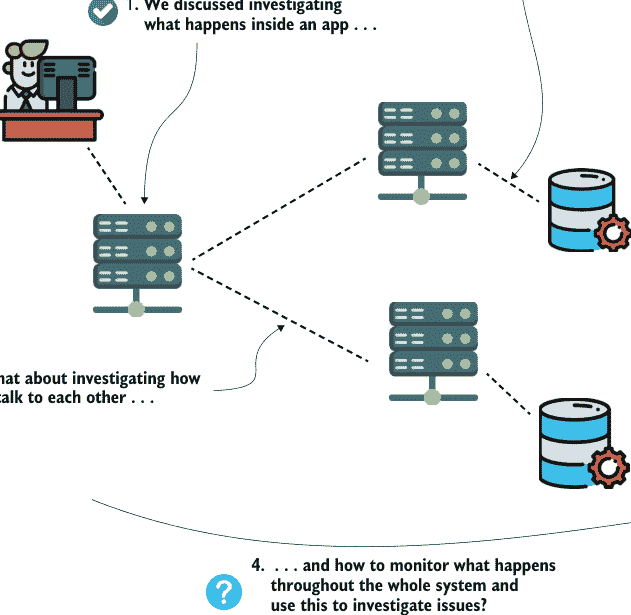 1. We discussed investigating
what happens inside an app . . .
about investigating how
talk to each other . . .
4. . . . and how to monitor what happens
throughout the whole system and
use this to investigate issues?
?